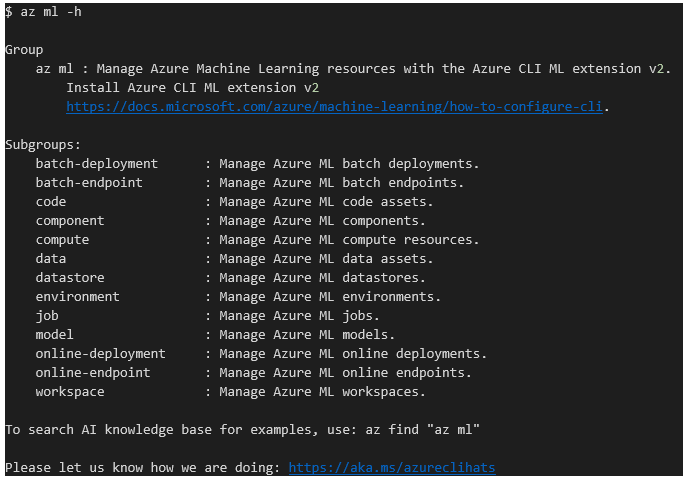 $ az ml -h
Group
az ml : Manage Azure Machine Learning resources with the Azure CLI ML extension v2.
Install Azure CLI ML extension v2
https://docs.microsoft.com/azure/machine-learning/how-to-configure-cli.
Subgroups:
batch-deployment : Manage Azure ML batch deployments.
batch-endpoint : Manage Azure ML batch endpoints.
code : Manage Azure ML code assets.
component : Manage Azure ML components.
compute : Manage Azure ML compute resources.
data : Manage Azure ML data assets.
datastore : Manage Azure ML datastores.
environment : Manage Azure ML environments.
job : Manage Azure ML jobs.
model : Manage Azure ML models.
online-deployment : Manage Azure ML online deployments.
online-endpoint : Manage Azure ML online endpoints.
workspace : Manage Azure ML workspaces.
To search AI knowledge base for examples, use: az find "az ml"
Please let us know how we are doing: https://aka.ms/azureclihats